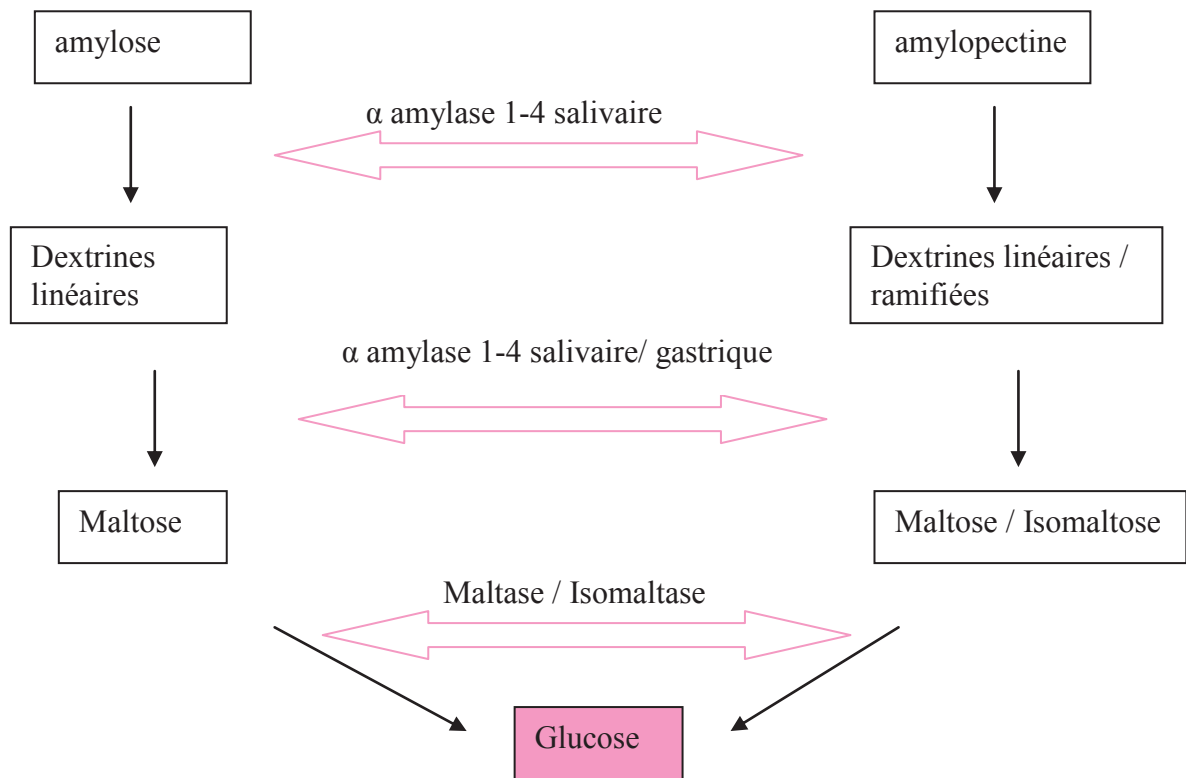 amylose
amylopectine
α amylase 1-4 salivaire
Dextrines
linéaires
Dextrines linéaires /
ramifiées
α amylase 1-4 salivaire/ gastrique
Maltose
Maltose / Isomaltose
Maltase / Isomaltase
Glucose